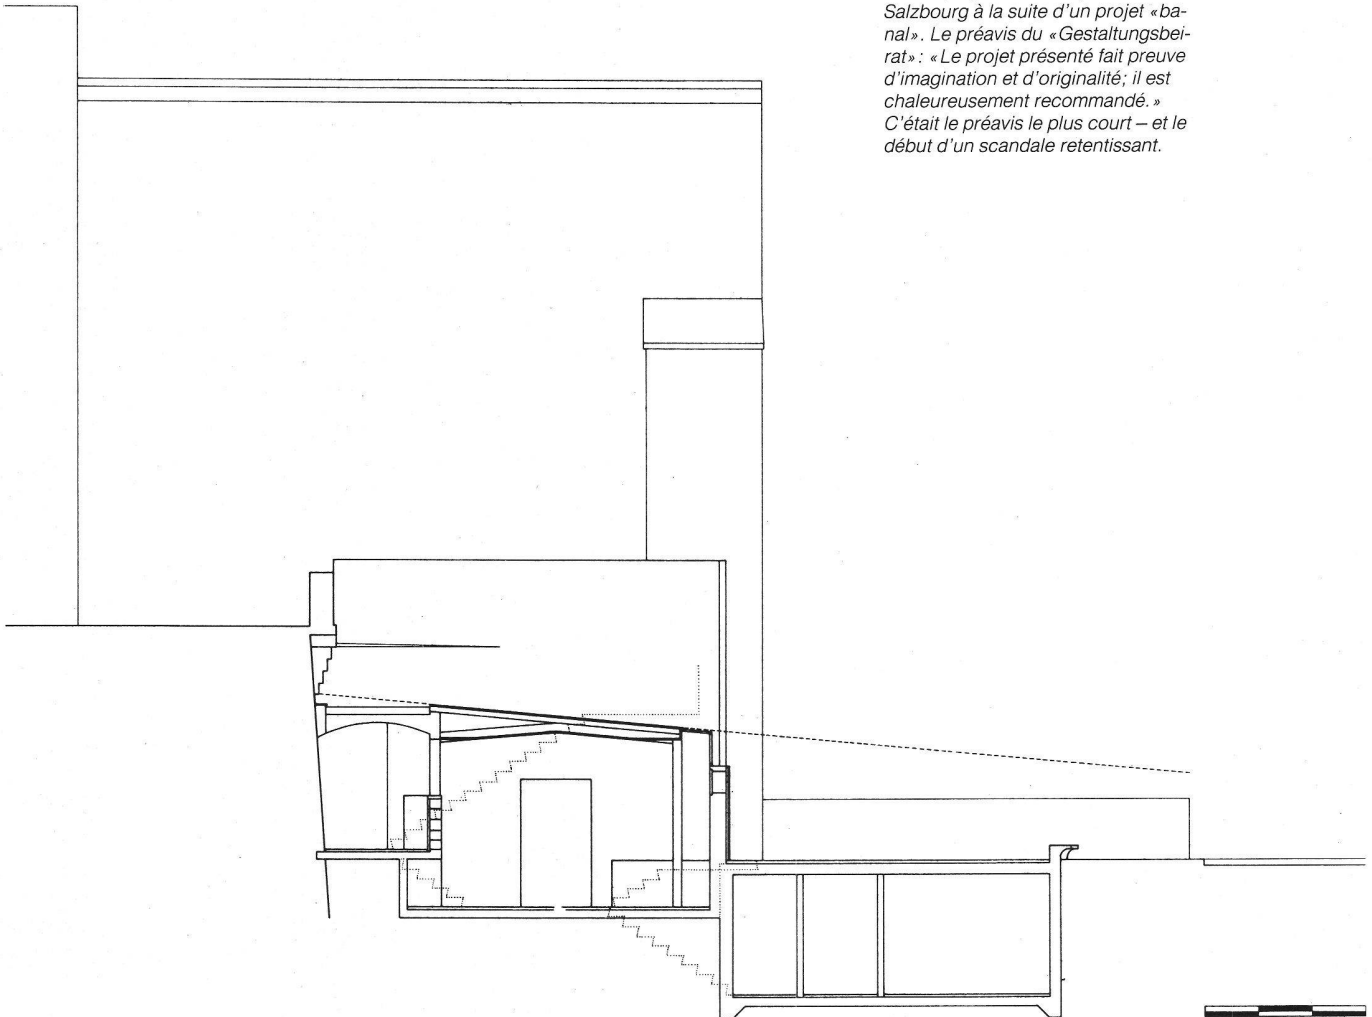 Salzbourg à la suite d'un projet «ba-
nal». Le préavis du «Gestaltungsbei-
rat»: «Le projet présenté fait preuve
d'imagination et d'originalité; il est
chaleureusement recommandé.»
C'était le préavis le plus court – et le
début d'un scandale retentissant.